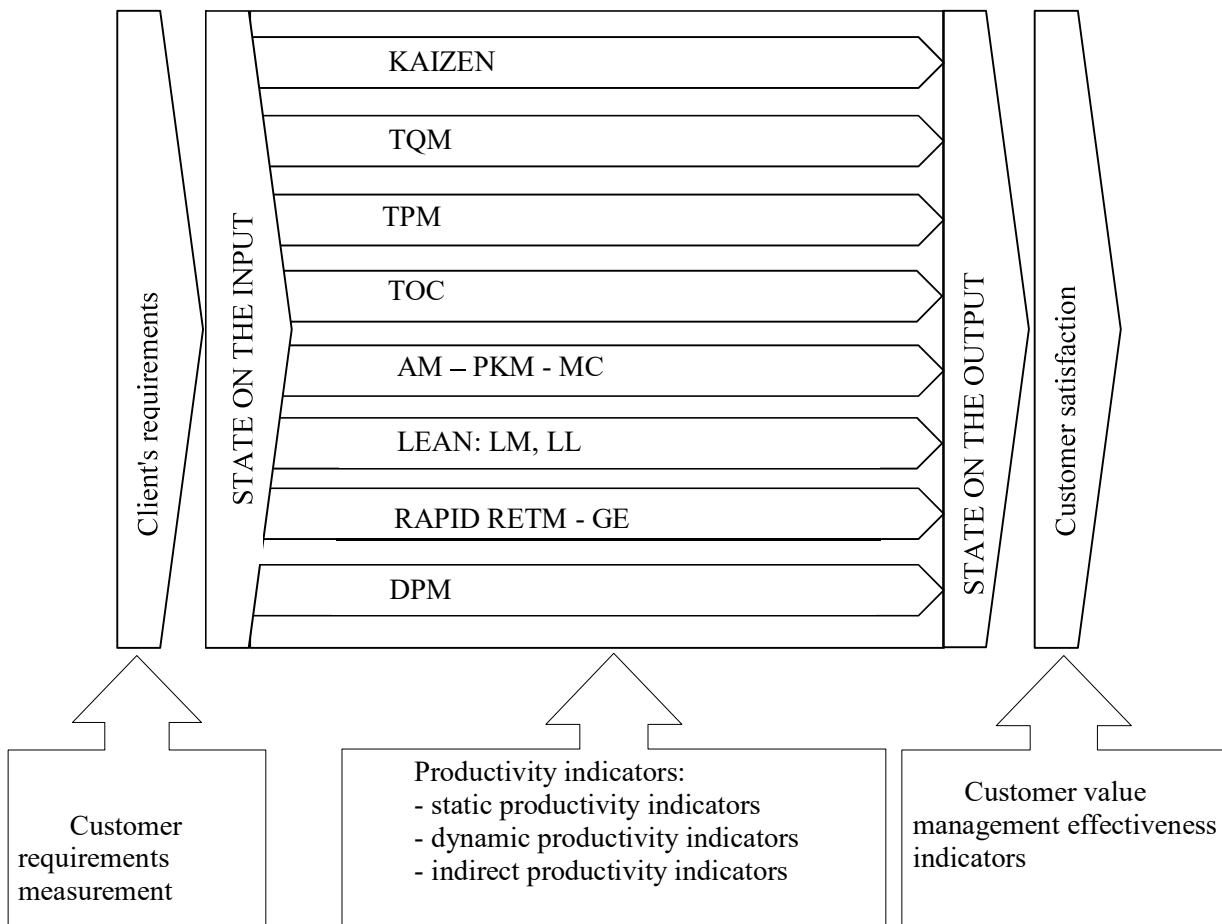 Client's requirements
STATE ON THE INPUT
KAIZEN
TQM
TPM
TOC
AM – PKM - MC
LEAN: LM, LL
RAPID RETM - GE
DPM
STATE ON THE OUTPUT
Customer satisfaction
Customer
requirements
measurement
Productivity indicators:
- static productivity indicators
- dynamic productivity indicators
- indirect productivity indicators
Customer value
management effectiveness
indicators